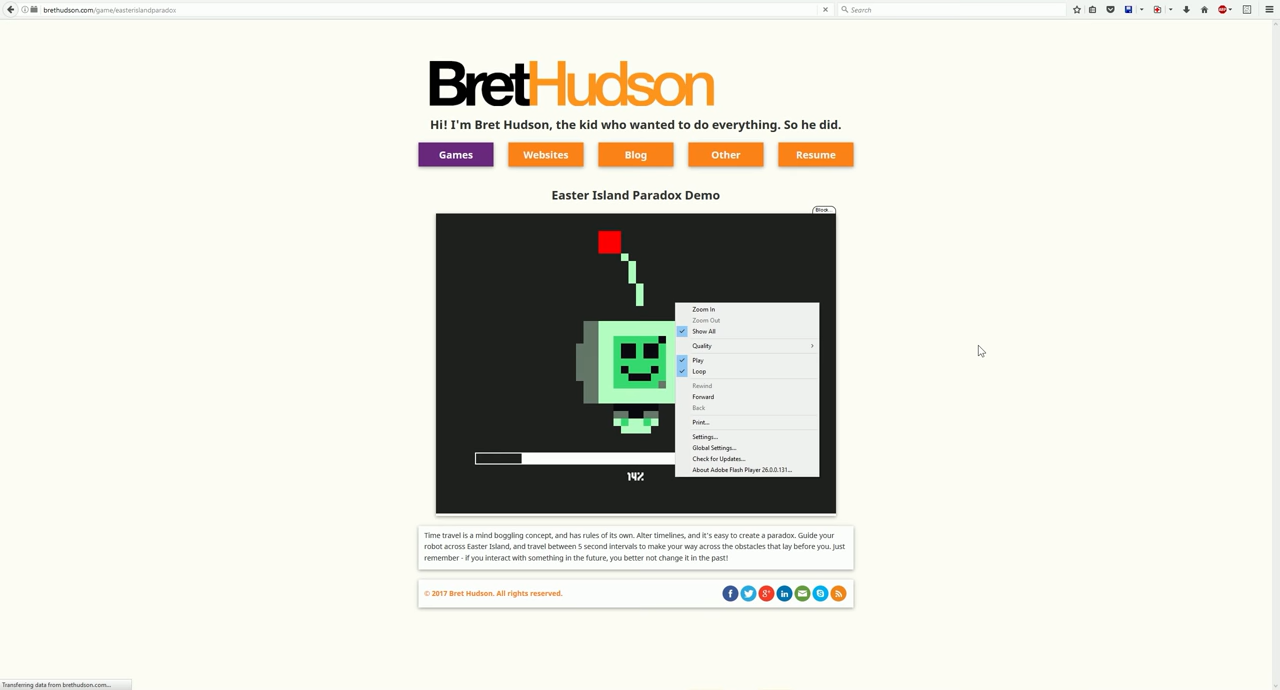 brethudson.com/game/easterislandparadox
Search
BretHudson
Hi! I'm Bret Hudson, the kid who wanted to do everything. So he did.
Games Websites Blog Other Resume
Easter Island Paradox Demo
Block...
Zoom In
Zoom Out
Show All
Quality
Play
Loop
Rewind
Forward
Back
Print...
Settings...
Global Settings...
Check for Updates...
About Adobe Flash Player 26.0.0.131...
14%
Time travel is a mind boggling concept, and has rules of its own. Alter timelines, and it's easy to create a paradox. Guide your
robot across Easter Island, and travel between 5 second intervals to make your way across the obstacles that lay before you. Just
remember - if you interact with something in the future, you better not change it in the past!
© 2017 Bret Hudson. All rights reserved.
Transferring data from brethudson.com...